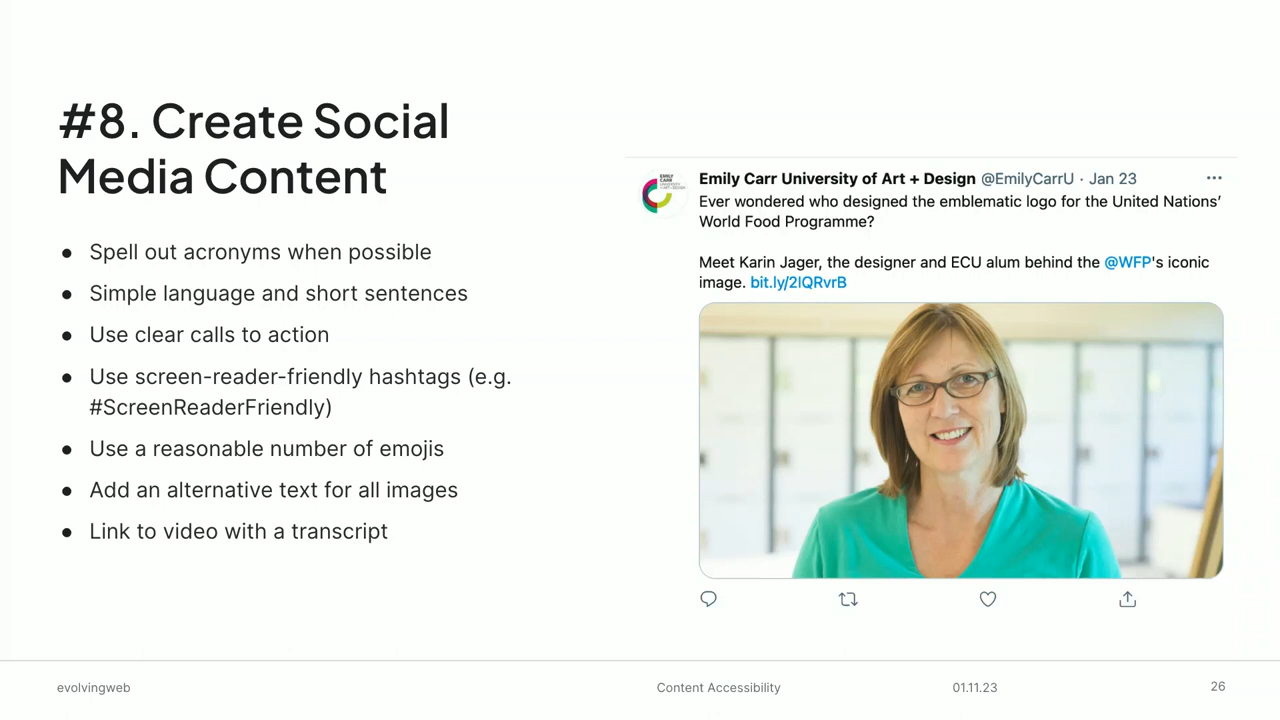 #8. Create Social
Media Content
● Spell out acronyms when possible
● Simple language and short sentences
● Use clear calls to action
● Use screen-reader-friendly hashtags (e.g.
#ScreenReaderFriendly)
● Use a reasonable number of emojis
● Add an alternative text for all images
● Link to video with a transcript
EMILY
CARR
Emily Carr University of Art + Design @EmilyCarrU · Jan 23
Ever wondered who designed the emblematic logo for the United Nations’
World Food Programme?
Meet Karin Jager, the designer and ECU alum behind the @WFP's iconic
image. bit.ly/2IQRvrB
evolvingweb
Content Accessibility
01.11.23
26